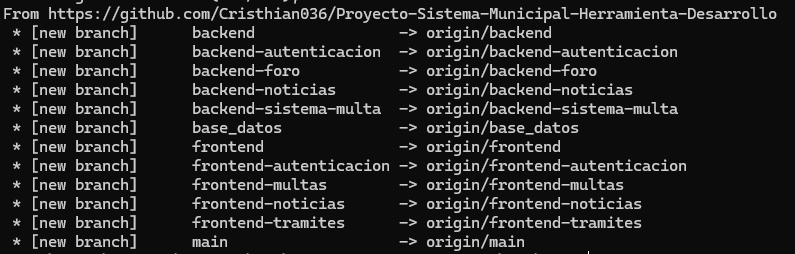 From https://github.com/Cristhian036/Proyecto-Sistema-Municipal-Herramienta-Desarrollo
 * [new branch]      backend                -> origin/backend
 * [new branch]      backend-autenticacion  -> origin/backend-autenticacion
 * [new branch]      backend-foro           -> origin/backend-foro
 * [new branch]      backend-noticias       -> origin/backend-noticias
 * [new branch]      backend-sistema-multa  -> origin/backend-sistema-multa
 * [new branch]      base_datos             -> origin/base_datos
 * [new branch]      frontend               -> origin/frontend
 * [new branch]      frontend-autenticacion -> origin/frontend-autenticacion
 * [new branch]      frontend-multas        -> origin/frontend-multas
 * [new branch]      frontend-noticias      -> origin/frontend-noticias
 * [new branch]      frontend-tramites      -> origin/frontend-tramites
 * [new branch]      main                   -> origin/main